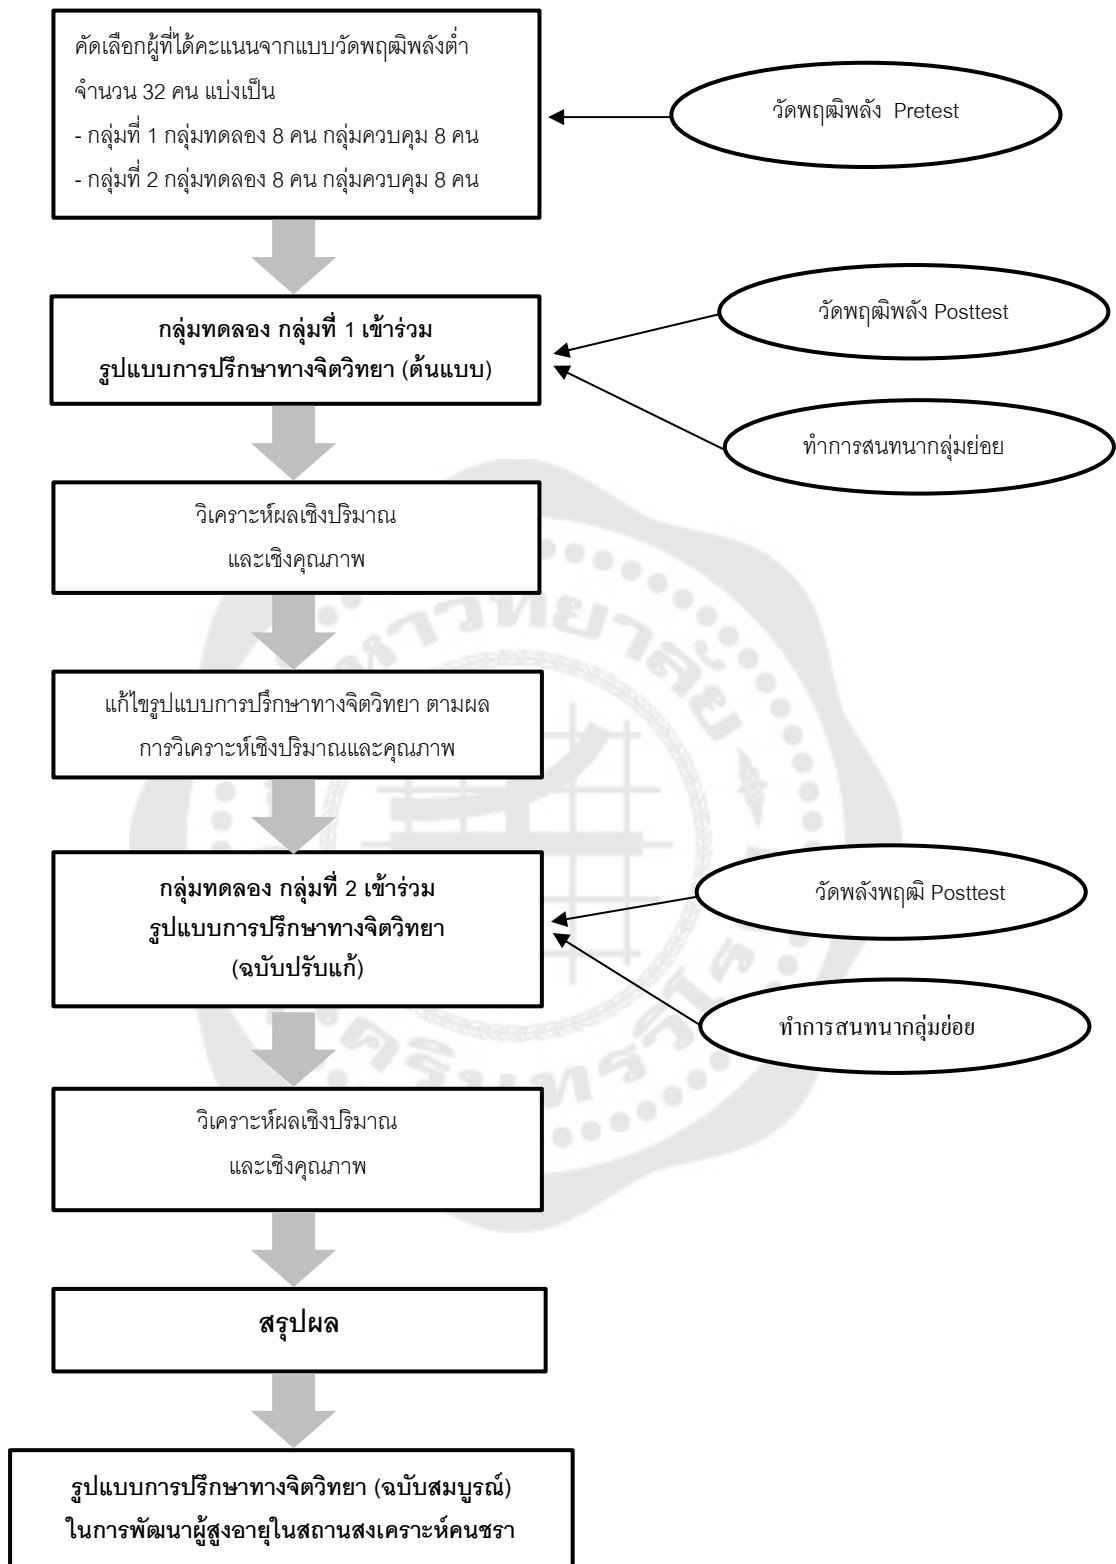 คัดเลือกผู้ที่ได้คะแนนจากแบบวัดพฤฒิพลังต่ำ
จำนวน 32 คน แบ่งเป็น
- กลุ่มที่ 1 กลุ่มทดลอง 8 คน กลุ่มควบคุม 8 คน
- กลุ่มที่ 2 กลุ่มทดลอง 8 คน กลุ่มควบคุม 8 คน
วัดพฤฒิพลัง Pretest
กลุ่มทดลอง กลุ่มที่ 1 เข้าร่วม
รูปแบบการปรึกษาทางจิตวิทยา (ต้นแบบ)
วัดพฤฒิพลัง Posttest
ทำการสนทนากลุ่มย่อย
วิเคราะห์ผลเชิงปริมาณ
และเชิงคุณภาพ
แก้ไขรูปแบบการปรึกษาทางจิตวิทยา ตามผล
การวิเคราะห์เชิงปริมาณและคุณภาพ
กลุ่มทดลอง กลุ่มที่ 2 เข้าร่วม
รูปแบบการปรึกษาทางจิตวิทยา
(ฉบับปรับแก้)
วัดพลังพฤฒิ Posttest
ทำการสนทนากลุ่มย่อย
วิเคราะห์ผลเชิงปริมาณ
และเชิงคุณภาพ
สรุปผล
รูปแบบการปรึกษาทางจิตวิทยา (ฉบับสมบูรณ์)
ในการพัฒนาผู้สูงอายุในสถานสงเคราะห์คนชรา